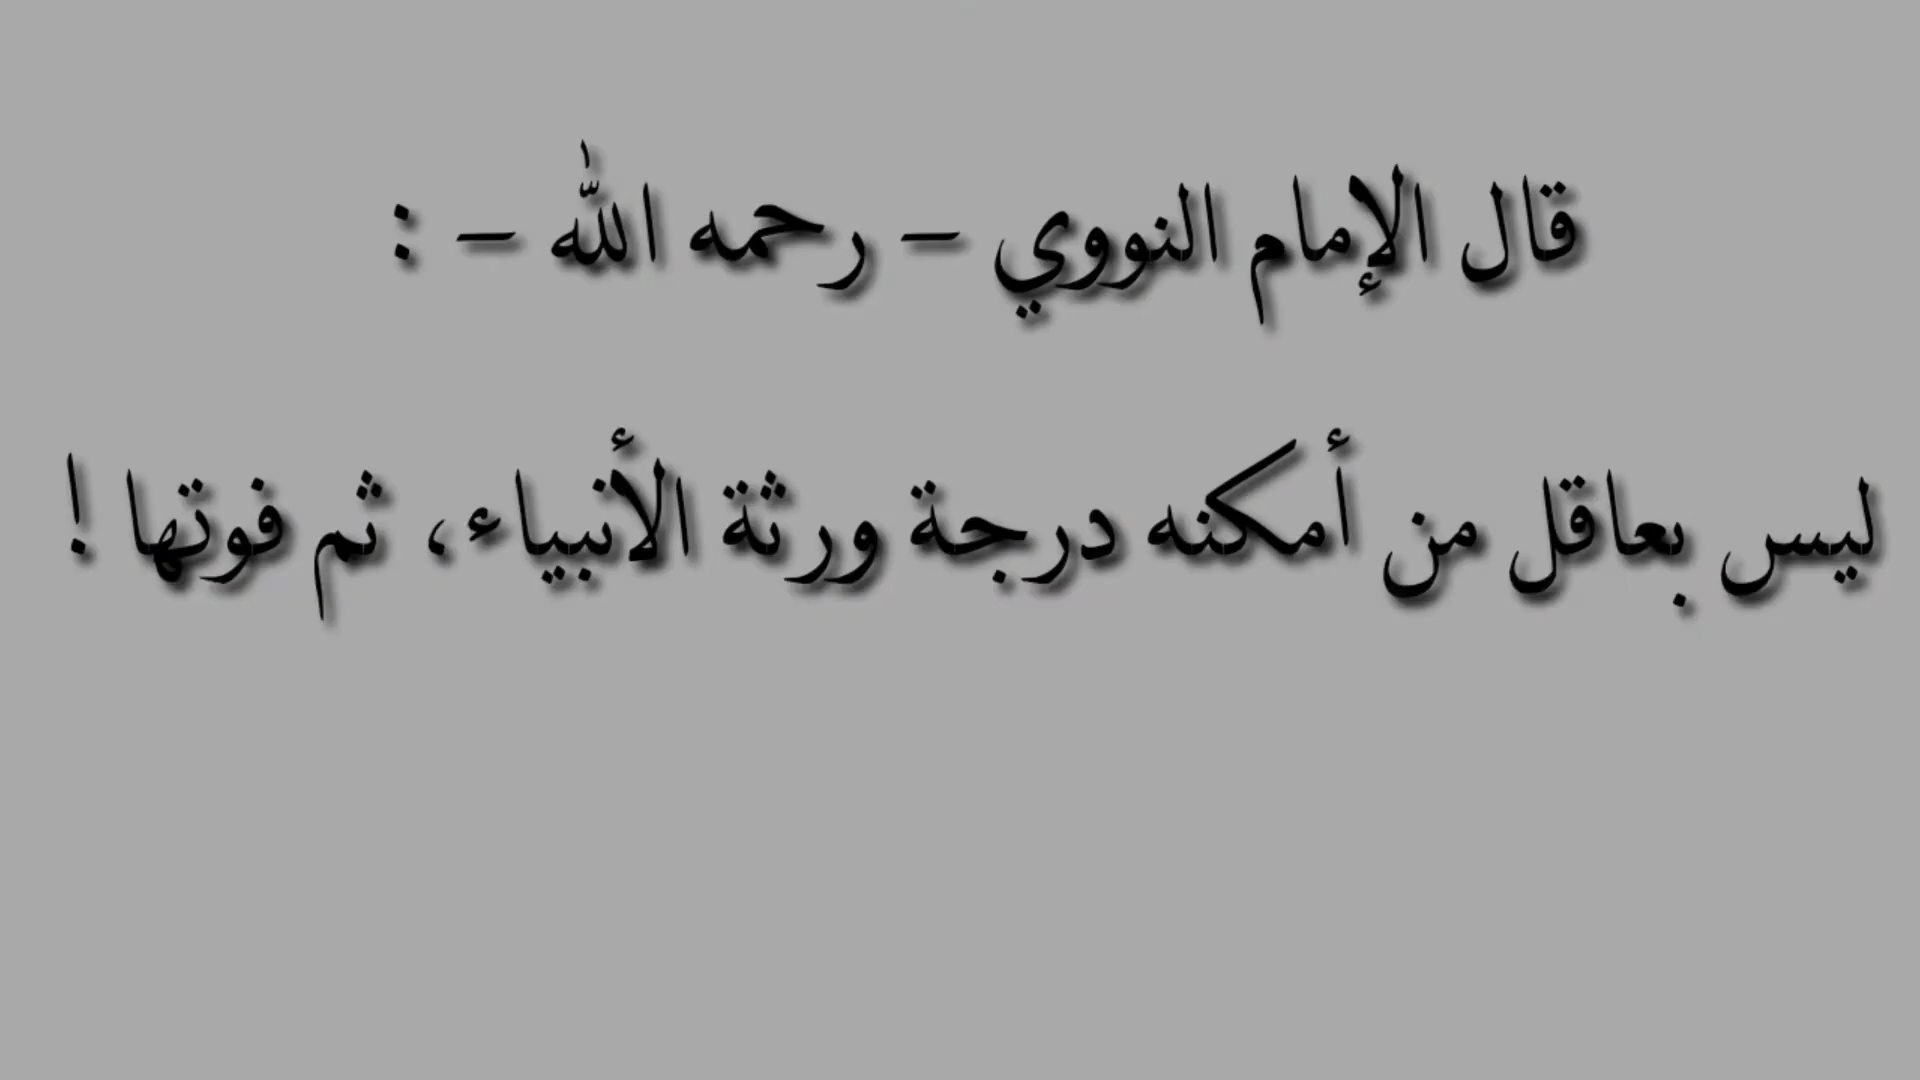 قال الإمام النووي – رحمه الله – :
ليس بعاقل من أمكنه درجة ورثة الأنبياء، ثم فوتها !